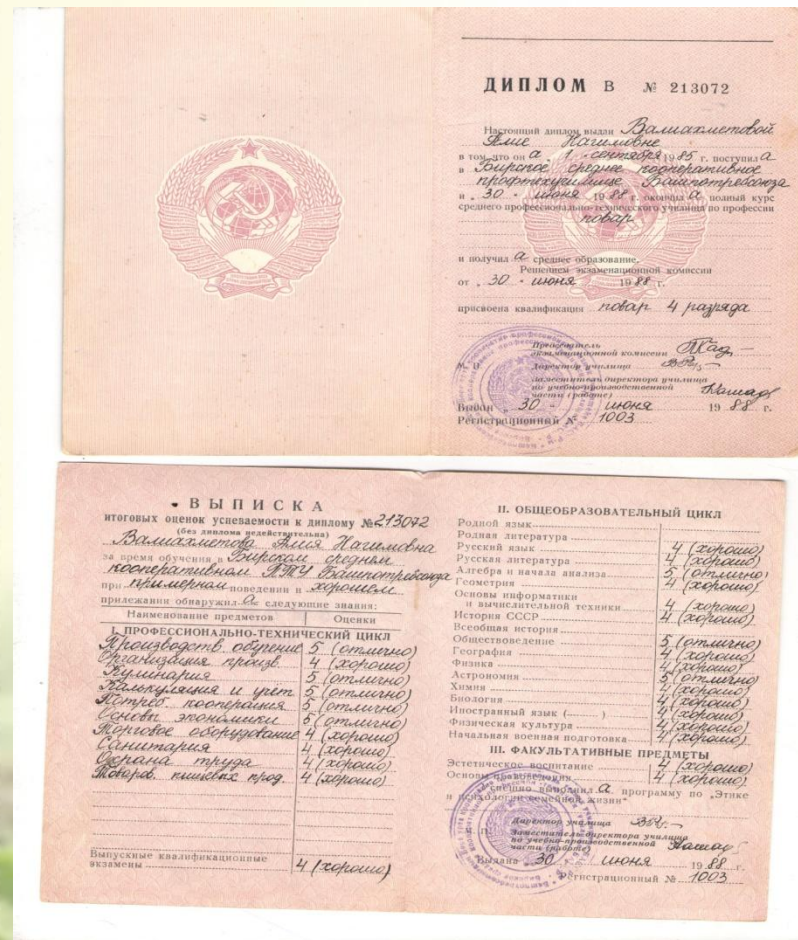 ДИПЛОМ В № 213072
Настоящий диплом выдан Валиахметовой
Алие Нагимовне
в том, что он а „1“ сентября 1985 г. поступил а
в Бирское среднее кооперативное
профтехучилище Башпотребсоюза
и „30“ июня 1988 г. окончил а полный курс
среднего профессионально-технического училища по профессии
повар
и получил а среднее образование.
Решением экзаменационной комиссии
от „30“ июня 1988 г.
присвоена квалификация повар 4 разряда
Председатель
экзаменационной комиссии
Директор училища
Заместитель директора училища
по учебно-производственной
части (работе)
Выдан „30“ июня 1988 г.
Регистрационный № 1003
ВЫПИСКА
итоговых оценок успеваемости к диплому № 213072
(без диплома недействительна)
Валиахметова Алия Нагимовна
за время обучения в Бирском среднем
кооперативном ПТУ Башпотребсоюза
при примерном поведении и хорошем
прилежании обнаружил а следующие знания:
Наименование предметов Оценки
I. ПРОФЕССИОНАЛЬНО-ТЕХНИЧЕСКИЙ ЦИКЛ
Производств. обучение 5 (отлично)
Организация произв. 4 (хорошо)
Кулинария 5 (отлично)
Калькуляция и учет 5 (отлично)
Потреб. кооперация 5 (отлично)
Основы экономики 5 (отлично)
Торговое оборудование 4 (хорошо)
Санитария 4 (хорошо)
Охрана труда 4 (хорошо)
Товаров. пищевых прод. 4 (хорошо)
Выпускные квалификационные
экзамены 4 (хорошо)
II. ОБЩЕОБРАЗОВАТЕЛЬНЫЙ ЦИКЛ
Родной язык
Родная литература
Русский язык 4 (хорошо)
Русская литература 4 (хорошо)
Алгебра и начала анализа 5 (отлично)
Геометрия 4 (хорошо)
Основы информатики
и вычислительной техники 4 (хорошо)
История СССР 4 (хорошо)
Всеобщая история
Обществоведение 5 (отлично)
География 4 (хорошо)
Физика 4 (хорошо)
Астрономия 5 (отлично)
Химия 4 (хорошо)
Биология 4 (хорошо)
Иностранный язык ( ) 4 (хорошо)
Физическая культура 4 (хорошо)
Начальная военная подготовка 4 (хорошо)
III. ФАКУЛЬТАТИВНЫЕ ПРЕДМЕТЫ
Эстетическое воспитание 4 (хорошо)
Основы 4 (хорошо)
выполнил а программу по „Этике
и психологии семейной жизни“
Директор училища
Заместитель директора училища
по учебно-производственной
части (работе)
Выдана „30“ июня 1988 г.
Регистрационный № 1003